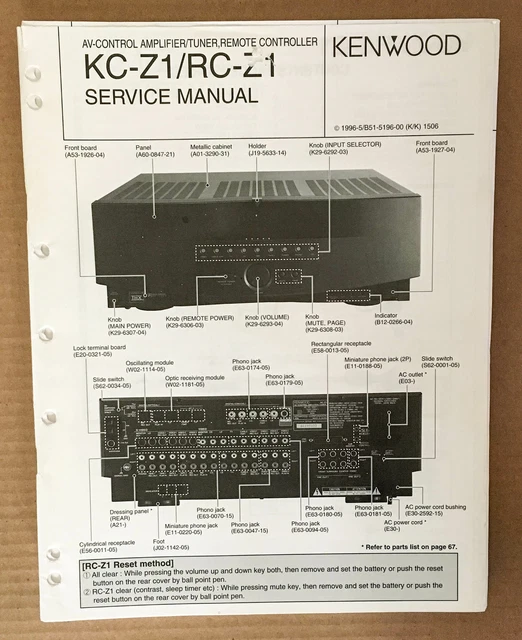 AV-CONTROL AMPLIFIER/TUNER,REMOTE CONTROLLER
KC-Z1/RC-Z1
SERVICE MANUAL
KENWOOD
© 1996-5/B51-5196-00 (K/K) 1506
Front board
(A53-1926-04)
Panel
(A60-0847-21)
Metallic cabinet
(A01-3290-31)
Holder
(J19-5633-14)
Knob (INPUT SELECTOR)
(K29-6292-03)
Front board
(A53-1927-04)
Knob
(MAIN POWER)
(K29-6307-04)
Knob (REMOTE POWER)
(K29-6306-03)
Knob (VOLUME)
(K29-6293-04)
Knob
(MUTE, PAGE)
(K29-6308-03)
Indicator
(B12-0266-04)
Lock terminal board
(E20-0321-05)
Oscillating module
(W02-1114-05)
Slide switch
(S62-0034-05)
Optic receiving module
(W02-1181-05)
Phono jack
(E63-0174-05)
Phono jack
(E63-0179-05)
Rectangular receptacle
(E58-0013-05)
Miniature phone jack (2P)
(E11-0188-05)
Slide switch
(S62-0001-05)
AC outlet *
(E03-)
Dressing panel *
(REAR)
(A21-)
Cylindrical receptacle
(E56-0011-05)
Foot
(J02-1142-05)
Miniature phone jack
(E11-0220-05)
Phono jack
(E63-0070-15)
Phono jack
(E63-0047-15)
Phono jack
(E63-0180-05)
Phono jack
(E63-0094-05)
Phono jack
(E63-0181-05)
AC power cord *
(E30-)
AC power cord bushing
(E30-2592-15)
* Refer to parts list on page 67.
[RC-Z1 Reset method]
① All clear : While pressing the volume up and down key both, then remove and set the battery or push the reset
button on the rear cover by ball point pen.
② RC-Z1 clear (contrast, sleep timer etc) : While pressing mute key, then remove and set the battery or push the
reset button on the rear cover by ball point pen.